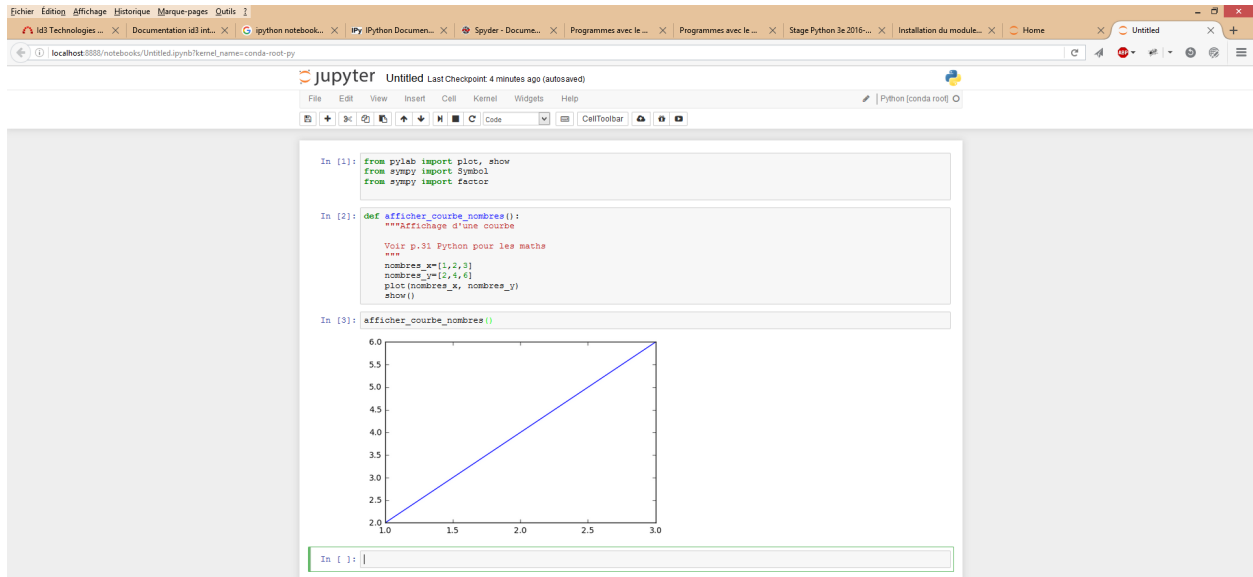 Fichier Édition Affichage Historique Marque-pages Outils ?
Id3 Technologies ... Documentation id3 int... ipython notebook... IPython Documen... Spyder - Docume... Programmes avec le ... Programmes avec le ... Stage Python 3e 2016-... Installation du module... Home Untitled
localhost:8888/notebooks/Untitled.ipynb?kernel_name=conda-root-py
ABP
jupyter Untitled Last Checkpoint: 4 minutes ago (autosaved)
File Edit View Insert Cell Kernel Widgets Help Python [conda root]
Code CellToolbar
In [1]: from pylab import plot, show
from sympy import Symbol
from sympy import factor
In [2]: def afficher_courbe_nombres():
"""Affichage d'une courbe
Voir p.31 Python pour les maths
"""
nombres_x=[1,2,3]
nombres_y=[2,4,6]
plot(nombres_x, nombres_y)
show()
In [3]: afficher_courbe_nombres()
6.0
5.5
5.0
4.5
4.0
3.5
3.0
2.5
2.0
1.0 1.5 2.0 2.5 3.0
In [ ]: